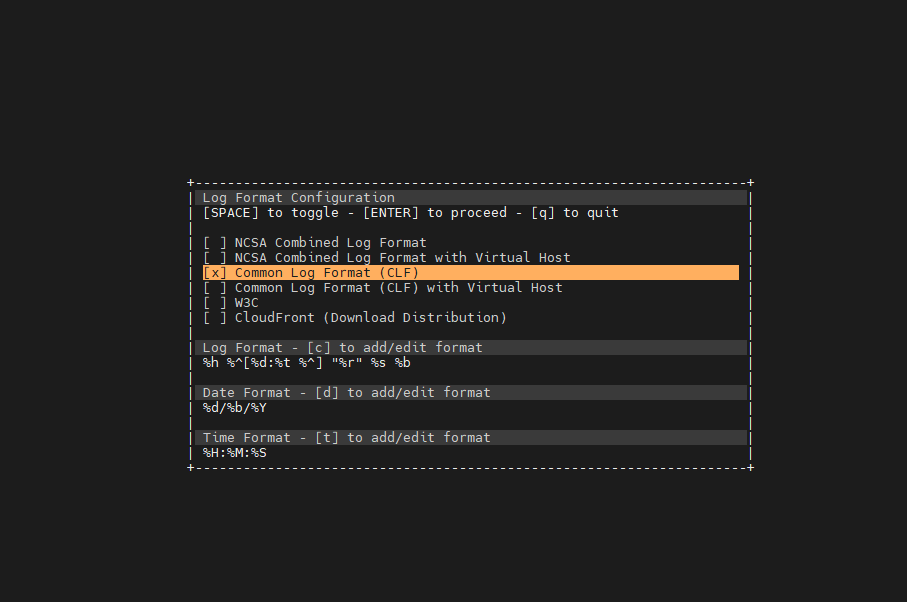 +---------------------------------------------------------------------+
| Log Format Configuration |
| [SPACE] to toggle - [ENTER] to proceed - [q] to quit |
| |
| [ ] NCSA Combined Log Format |
| [ ] NCSA Combined Log Format with Virtual Host |
| [x] Common Log Format (CLF) |
| [ ] Common Log Format (CLF) with Virtual Host |
| [ ] W3C |
| [ ] CloudFront (Download Distribution) |
| |
| Log Format - [c] to add/edit format |
| %h %^[%d:%t %^] "%r" %s %b |
| |
| Date Format - [d] to add/edit format |
| %d/%b/%Y |
| |
| Time Format - [t] to add/edit format |
| %H:%M:%S |
+---------------------------------------------------------------------+